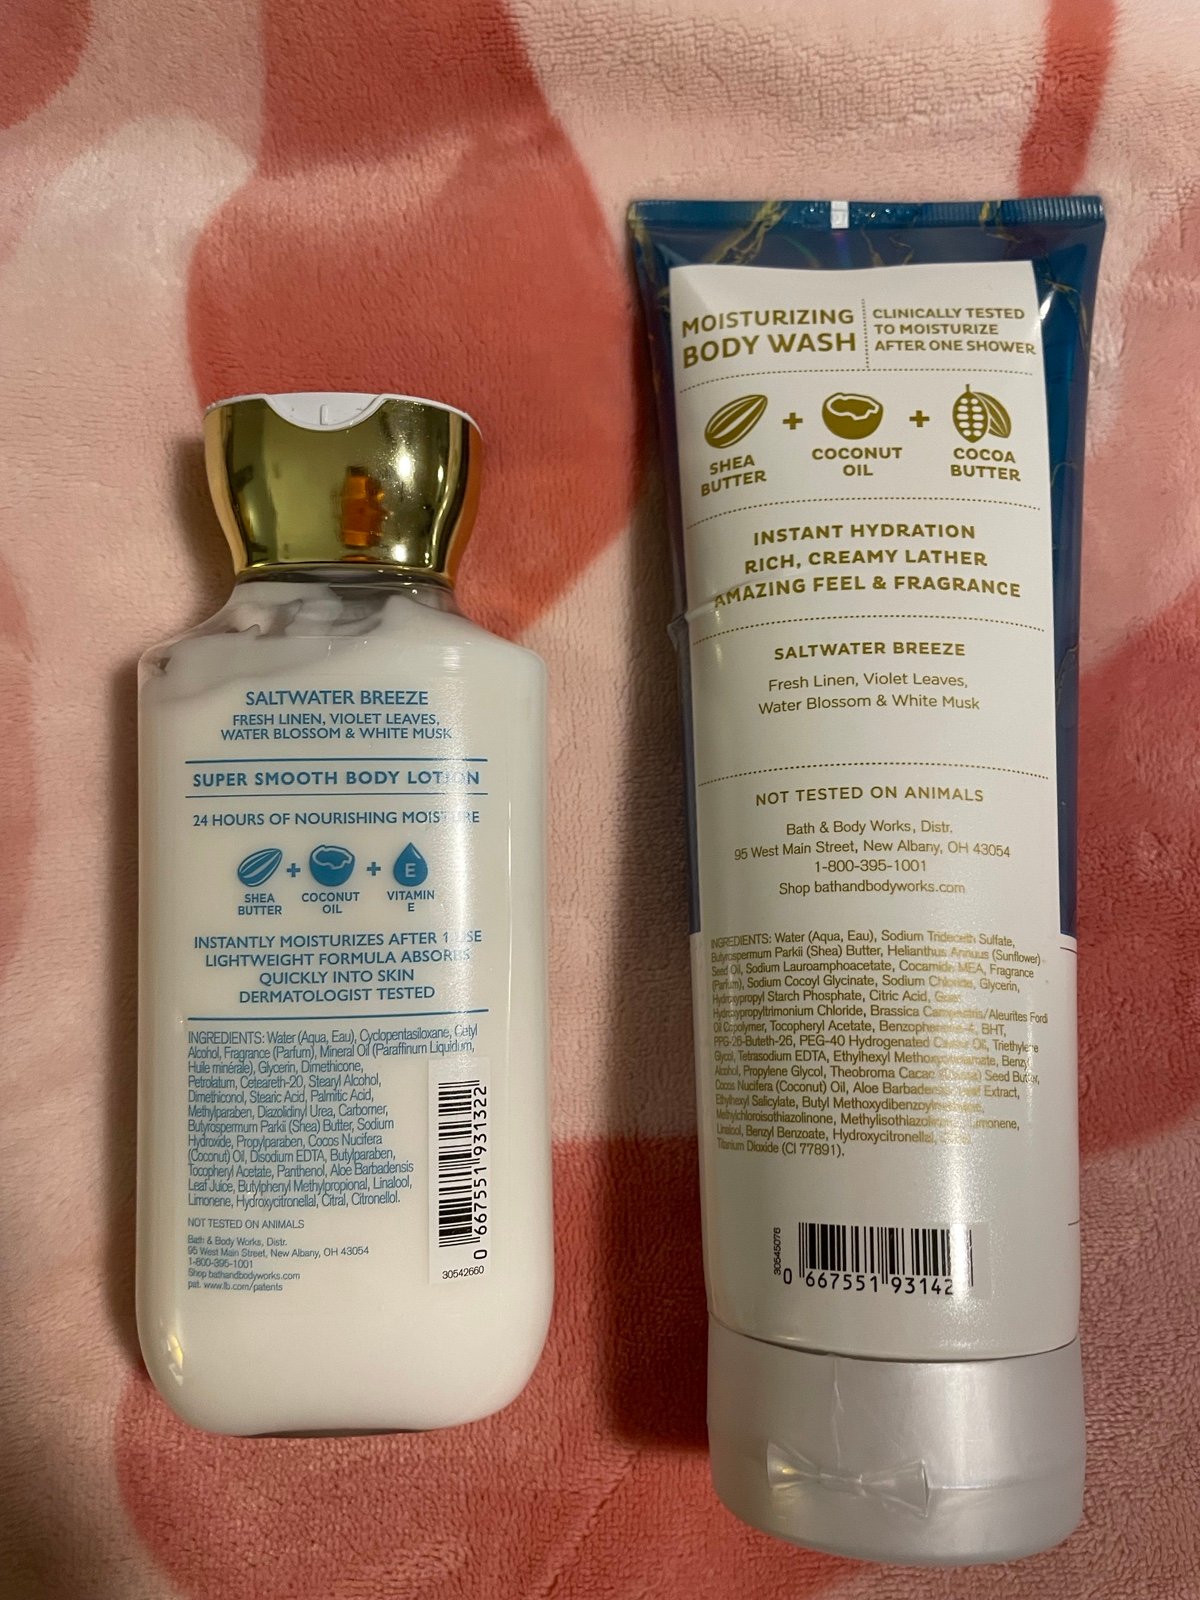 SALTWATER BREEZE
FRESH LINEN, VIOLET LEAVES,
WATER BLOSSOM & WHITE MUSK
SUPER SMOOTH BODY LOTION
24 HOURS OF NOURISHING MOISTURE
SHEA BUTTER + COCONUT OIL + E VITAMIN E
INSTANTLY MOISTURIZES AFTER 1 USE
LIGHTWEIGHT FORMULA ABSORBS
QUICKLY INTO SKIN
DERMATOLOGIST TESTED
INGREDIENTS: Water (Aqua, Eau), Cyclopentasiloxane, Cetyl
Alcohol, Fragrance (Parfum), Mineral Oil (Paraffinum Liquidum,
Huile minérale), Glycerin, Dimethicone,
Petrolatum, Ceteareth-20, Stearyl Alcohol,
Dimethiconol, Stearic Acid, Palmitic Acid,
Methylparaben, Diazolidinyl Urea, Carbomer,
Butyrospermum Parkii (Shea) Butter, Sodium
Hydroxide, Propylparaben, Cocos Nucifera
(Coconut) Oil, Disodium EDTA, Butylparaben,
Tocopheryl Acetate, Panthenol, Aloe Barbadensis
Leaf Juice, Butylphenyl Methylpropional, Linalool,
Limonene, Hydroxycitronellal, Citral, Citronellol.
NOT TESTED ON ANIMALS
Bath & Body Works, Distr.
95 West Main Street, New Albany, OH 43054
1-800-395-1001
Shop bathandbodyworks.com
pat. www.lb.com/patents
0 667551 931322
30542660
MOISTURIZING
BODY WASH
CLINICALLY TESTED
TO MOISTURIZE
AFTER ONE SHOWER
SHEA BUTTER + COCONUT OIL + COCOA BUTTER
INSTANT HYDRATION
RICH, CREAMY LATHER
AMAZING FEEL & FRAGRANCE
SALTWATER BREEZE
Fresh Linen, Violet Leaves,
Water Blossom & White Musk
NOT TESTED ON ANIMALS
Bath & Body Works, Distr.
95 West Main Street, New Albany, OH 43054
1-800-395-1001
Shop bathandbodyworks.com
INGREDIENTS: Water (Aqua, Eau), Sodium Trideceth Sulfate,
Butyrospermum Parkii (Shea) Butter, Helianthus Annuus (Sunflower)
Seed Oil, Sodium Lauroamphoacetate, Cocamide MEA, Fragrance
(Parfum), Sodium Cocoyl Glycinate, Sodium Chloride, Glycerin,
Hydroxypropyl Starch Phosphate, Citric Acid, Guar
Hydroxypropyltrimonium Chloride, Brassica Campestris/Aleurites Fordi
Oil Copolymer, Tocopheryl Acetate, Benzophenone-4, BHT,
PPG-26-Buteth-26, PEG-40 Hydrogenated Castor Oil, Triethylene
Glycol, Tetrasodium EDTA, Ethylhexyl Methoxycinnamate, Benzyl
Alcohol, Propylene Glycol, Theobroma Cacao Seed Butter,
Cocos Nucifera (Coconut) Oil, Aloe Barbadensis Leaf Extract,
Ethylhexyl Salicylate, Butyl
Methylchloroisothiazolinone, Methylisothiazolinone, Limonene,
Linalool, Benzyl Benzoate, Hydroxycitronellal,
Titanium Dioxide (CI 77891).
30545076
0 667551 93142